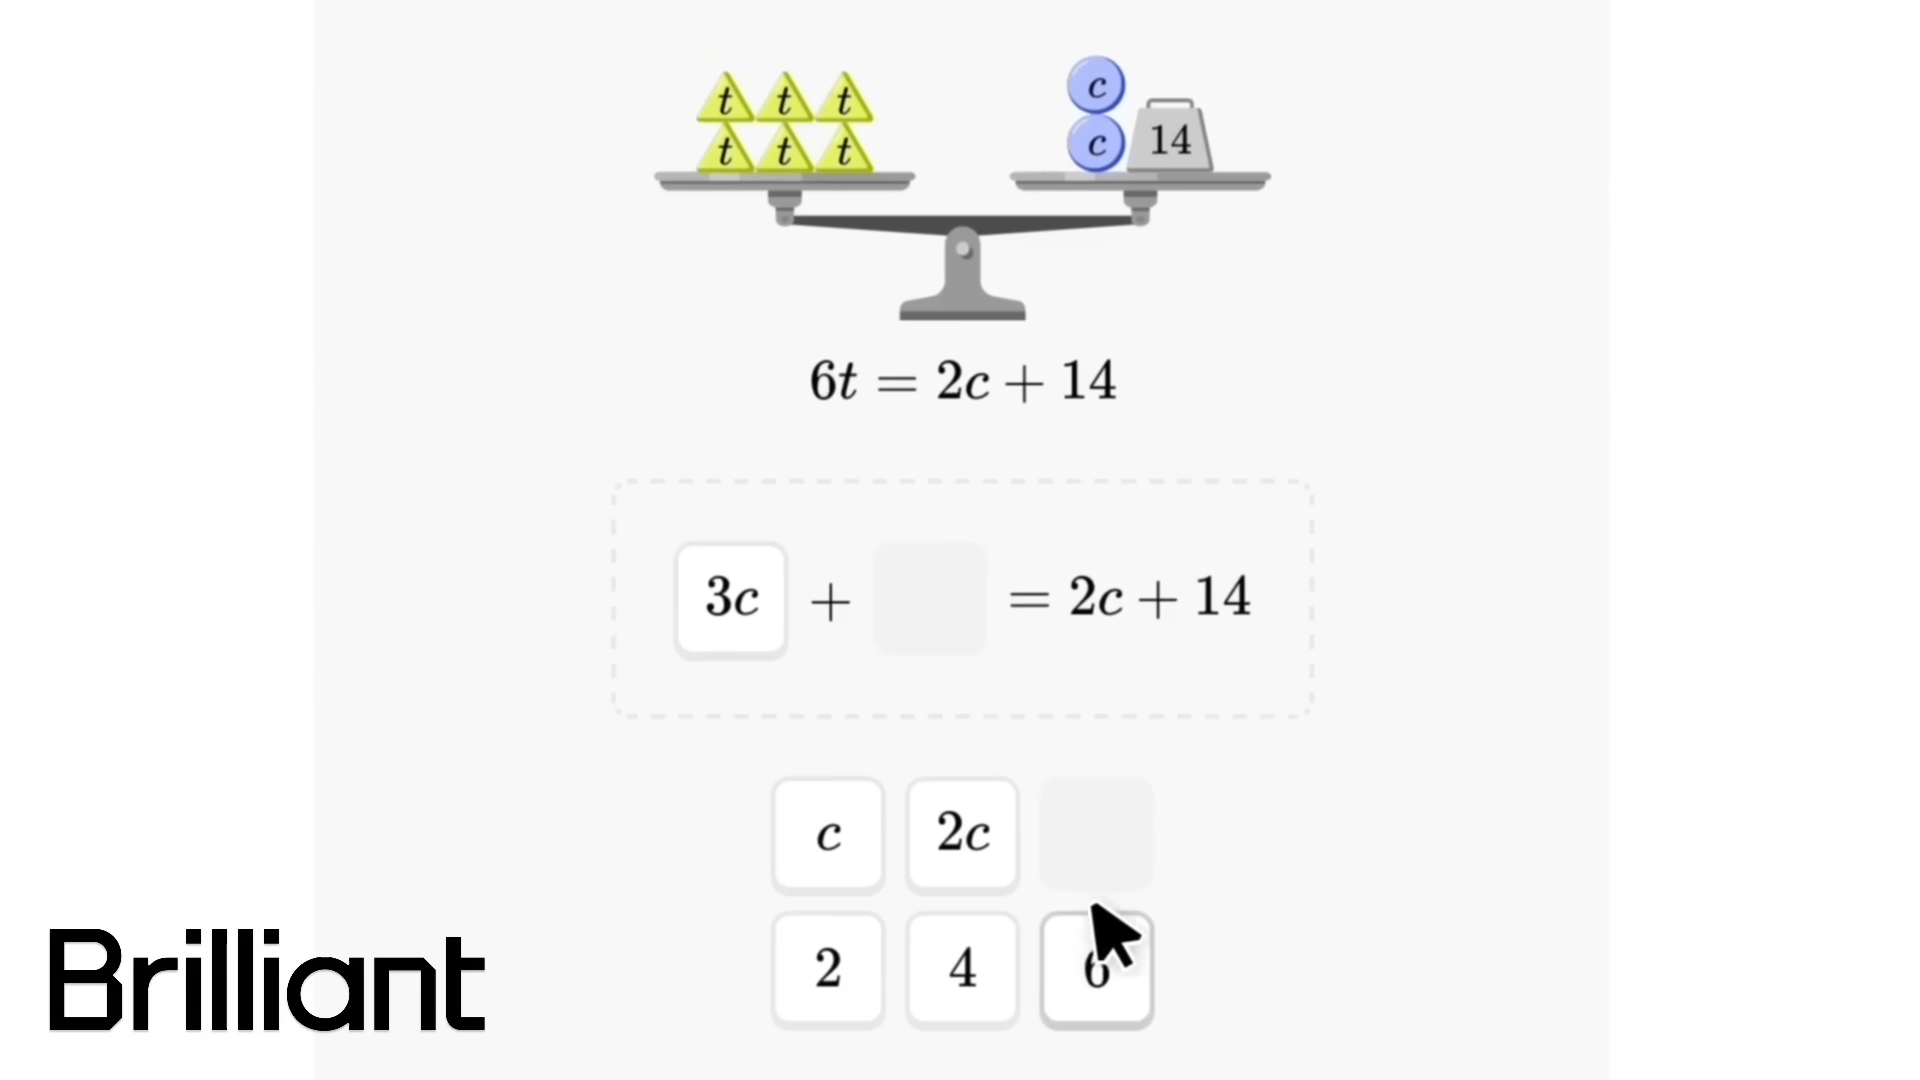 t t t
t t t
c
c 14
6t = 2c + 14
3c + = 2c + 14
c 2c
2 4 6
Brilliant